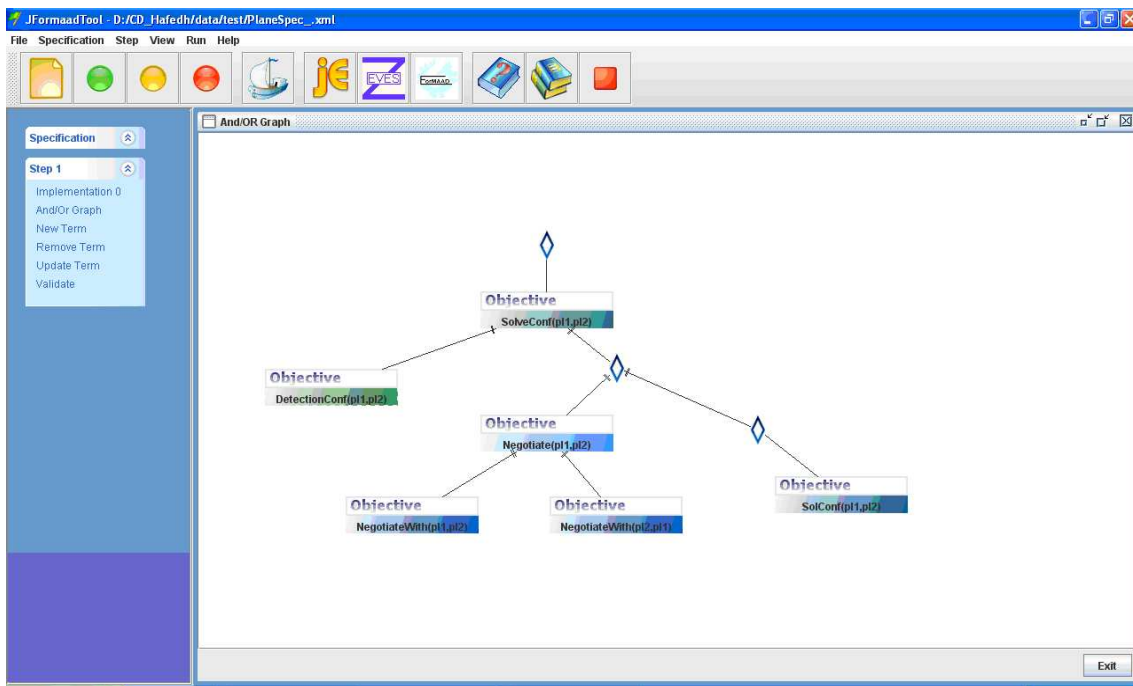 JFormaadTool - D:/CD_Hafedh/data/test/PlaneSpec_.xml
File Specification Step View Run Help
jE
Z EVES
ForMAAD
?
Specification
Step 1
Implementation 0
And/Or Graph
New Term
Remove Term
Update Term
Validate
And/OR Graph
Objective
SolveConf(pl1,pl2)
Objective
DetectionConf(pl1,pl2)
Objective
Negotiate(pl1,pl2)
Objective
SolConf(pl1,pl2)
Objective
NegotiateWith(pl1,pl2)
Objective
NegotiateWith(pl2,pl1)
Exit